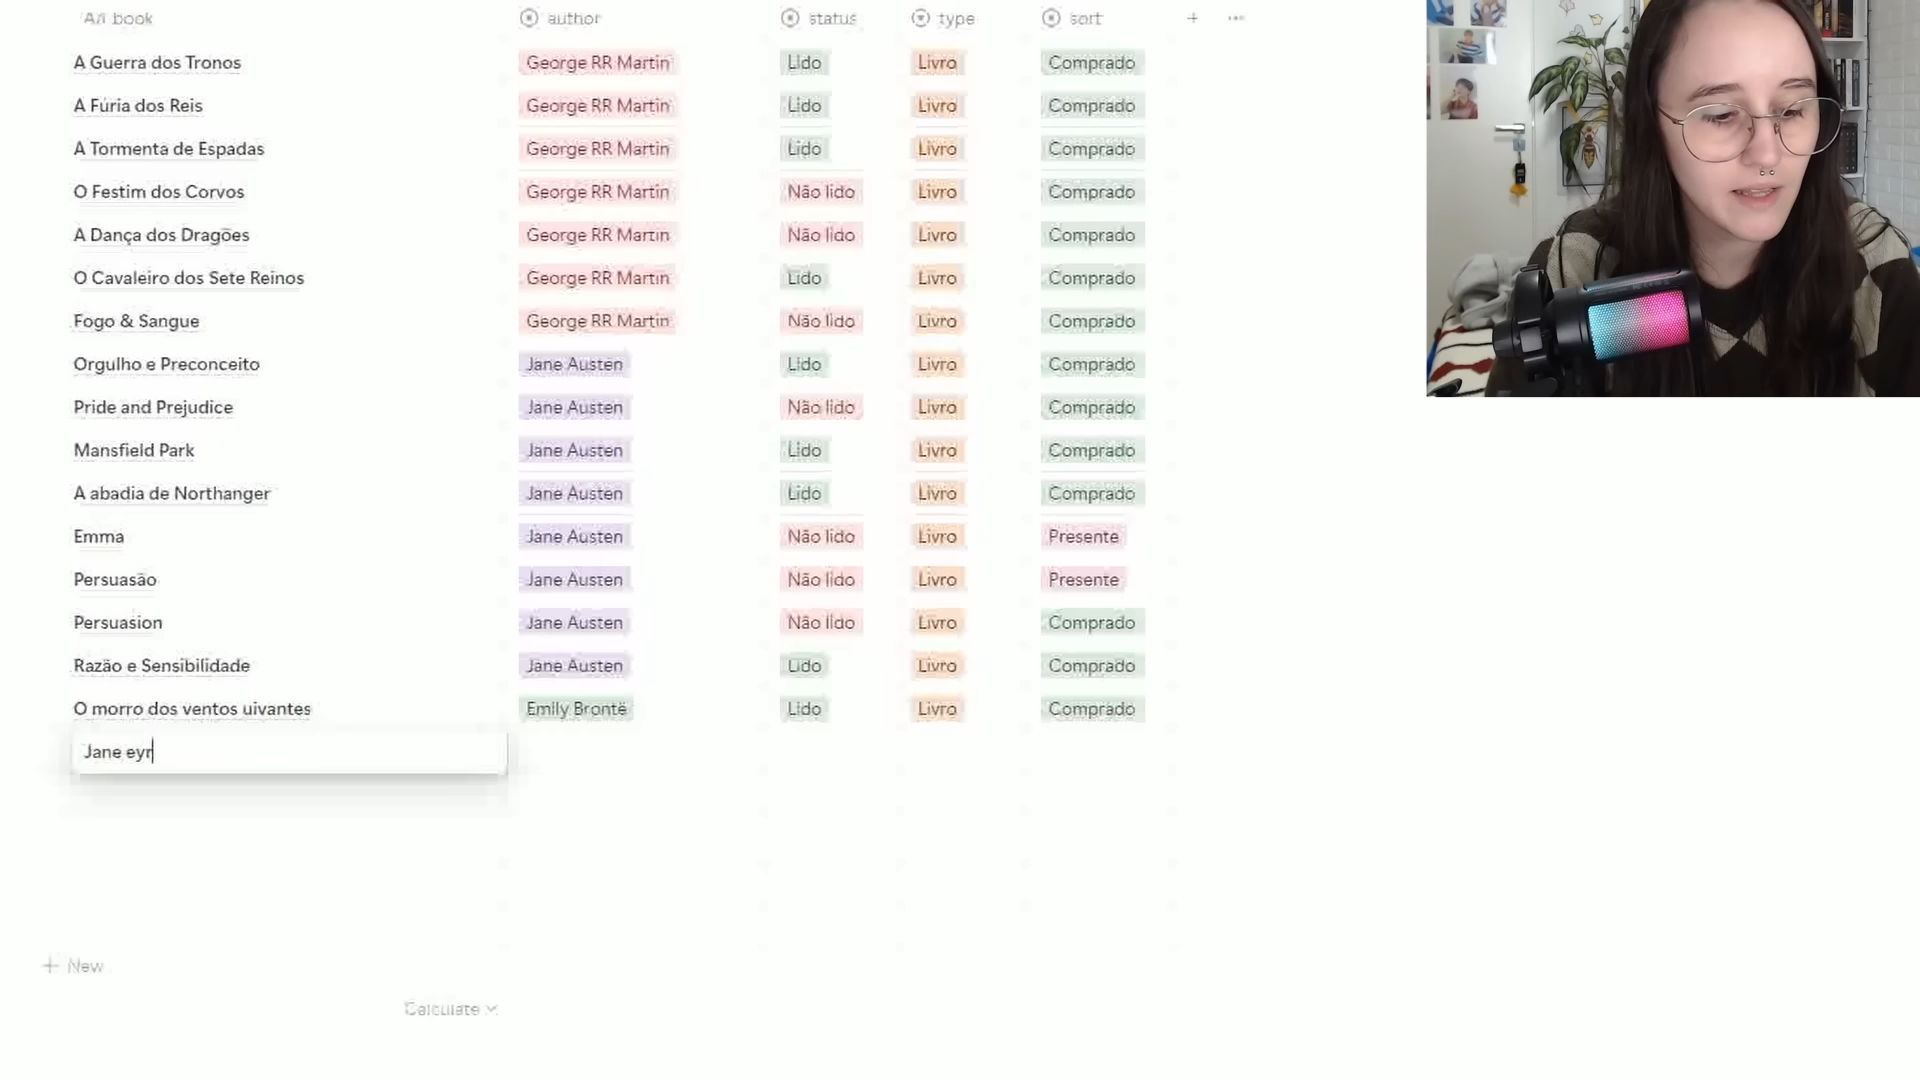 Aa book author status type sort
A Guerra dos Tronos George RR Martin Lido Livro Comprado
A Fúria dos Reis George RR Martin Lido Livro Comprado
A Tormenta de Espadas George RR Martin Lido Livro Comprado
O Festim dos Corvos George RR Martin Não lido Livro Comprado
A Dança dos Dragões George RR Martin Não lido Livro Comprado
O Cavaleiro dos Sete Reinos George RR Martin Lido Livro Comprado
Fogo & Sangue George RR Martin Não lido Livro Comprado
Orgulho e Preconceito Jane Austen Lido Livro Comprado
Pride and Prejudice Jane Austen Não lido Livro Comprado
Mansfield Park Jane Austen Lido Livro Comprado
A abadia de Northanger Jane Austen Lido Livro Comprado
Emma Jane Austen Não lido Livro Presente
Persuasão Jane Austen Não lido Livro Presente
Persuasion Jane Austen Não lido Livro Comprado
Razão e Sensibilidade Jane Austen Lido Livro Comprado
O morro dos ventos uivantes Emily Brontë Lido Livro Comprado
Jane eyr
+ New
Calculate